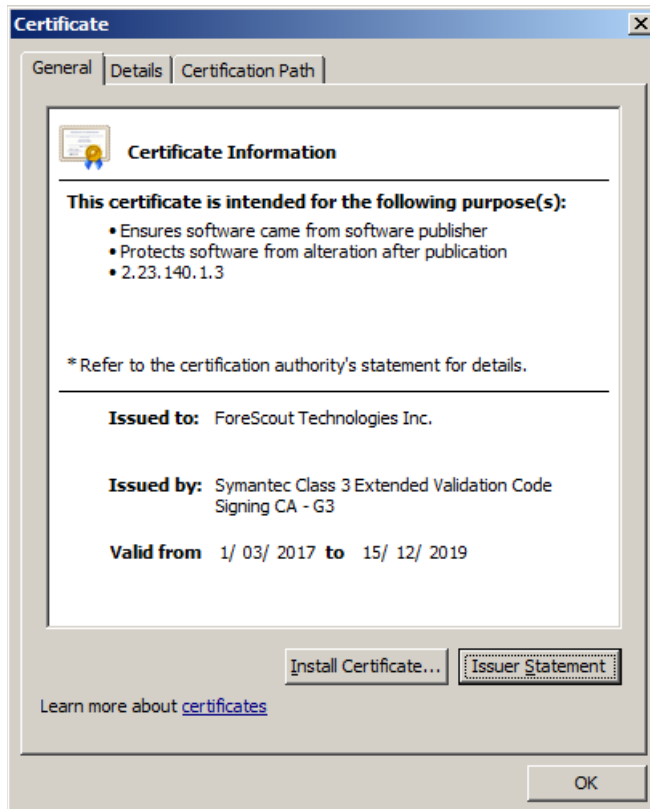 Certificate
General
Details
Certification Path
Certificate Information
This certificate is intended for the following purpose(s):
• Ensures software came from software publisher
• Protects software from alteration after publication
• 2.23.140.1.3
* Refer to the certification authority's statement for details.
Issued to: ForeScout Technologies Inc.
Issued by: Symantec Class 3 Extended Validation Code
Signing CA - G3
Valid from 1/ 03/ 2017 to 15/ 12/ 2019
Install Certificate...
Issuer Statement
Learn more about certificates
OK